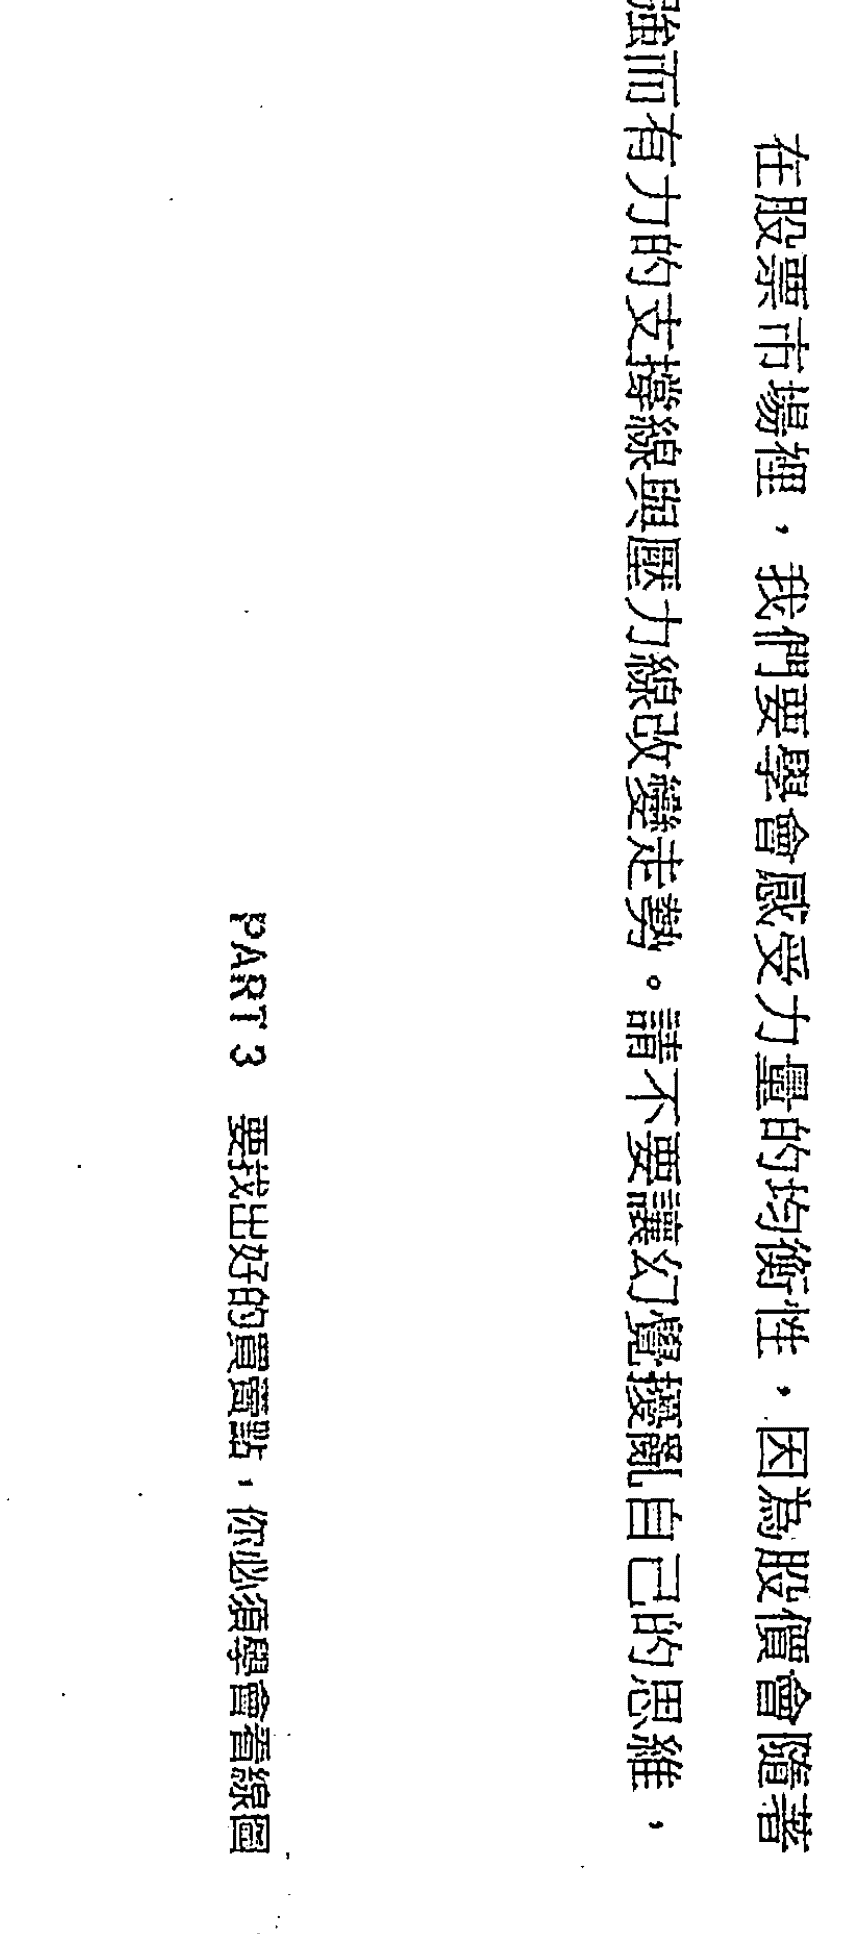 在股票市場裡，我們要學會感受力量的均衡性，因為股價會隨著
強而有力的支撐線與壓力線改變走勢。請不要讓幻覺擾亂自己的思維，
PART 3 要找出好的買賣點，你必須學會看線圖